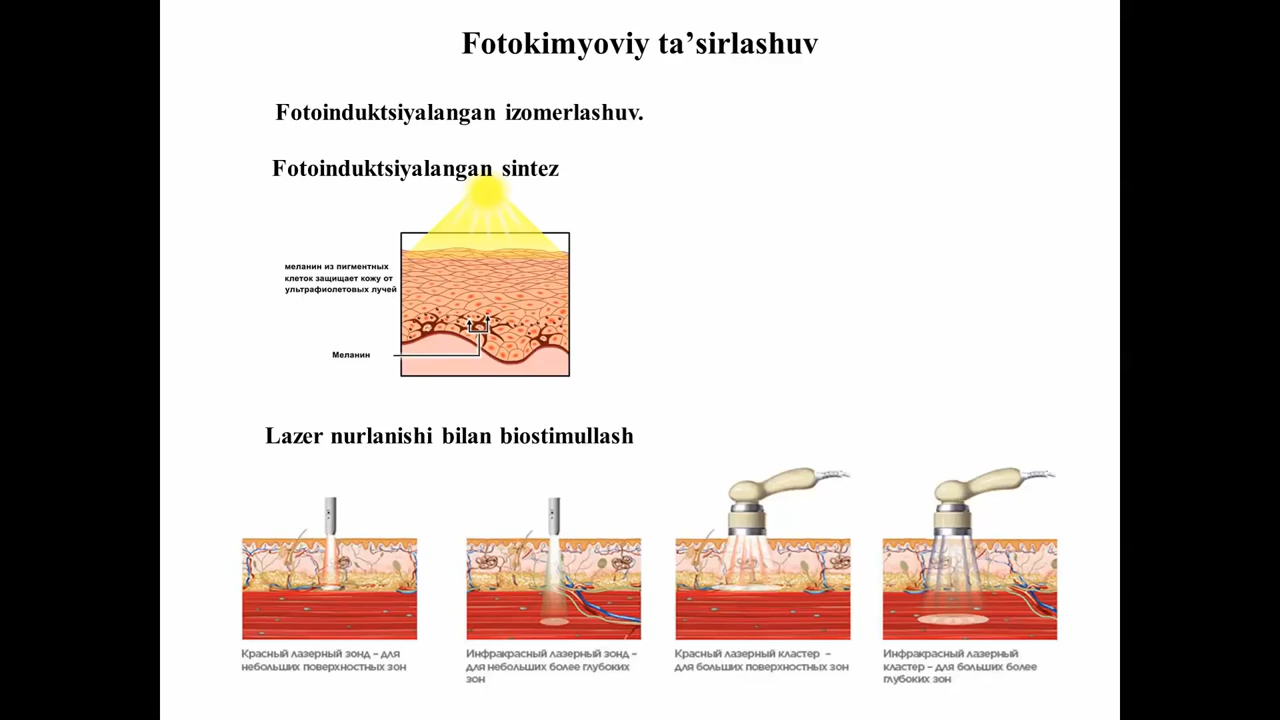 Fotokimyoviy ta’sirlashuv
Fotoinduktsiyalangan izomerlashuv.
Fotoinduktsiyalangan sintez
меланин из пигментных
клеток защищает кожу от
ультрафиолетовых лучей
Меланин
Lazer nurlanishi bilan biostimullash
Красный лазерный зонд – для
небольших поверхностных зон
Инфракрасный лазерный зонд –
для небольших более глубоких
зон
Красный лазерный кластер –
для больших поверхностных зон
Инфракрасный лазерный
кластер – для больших более
глубоких зон